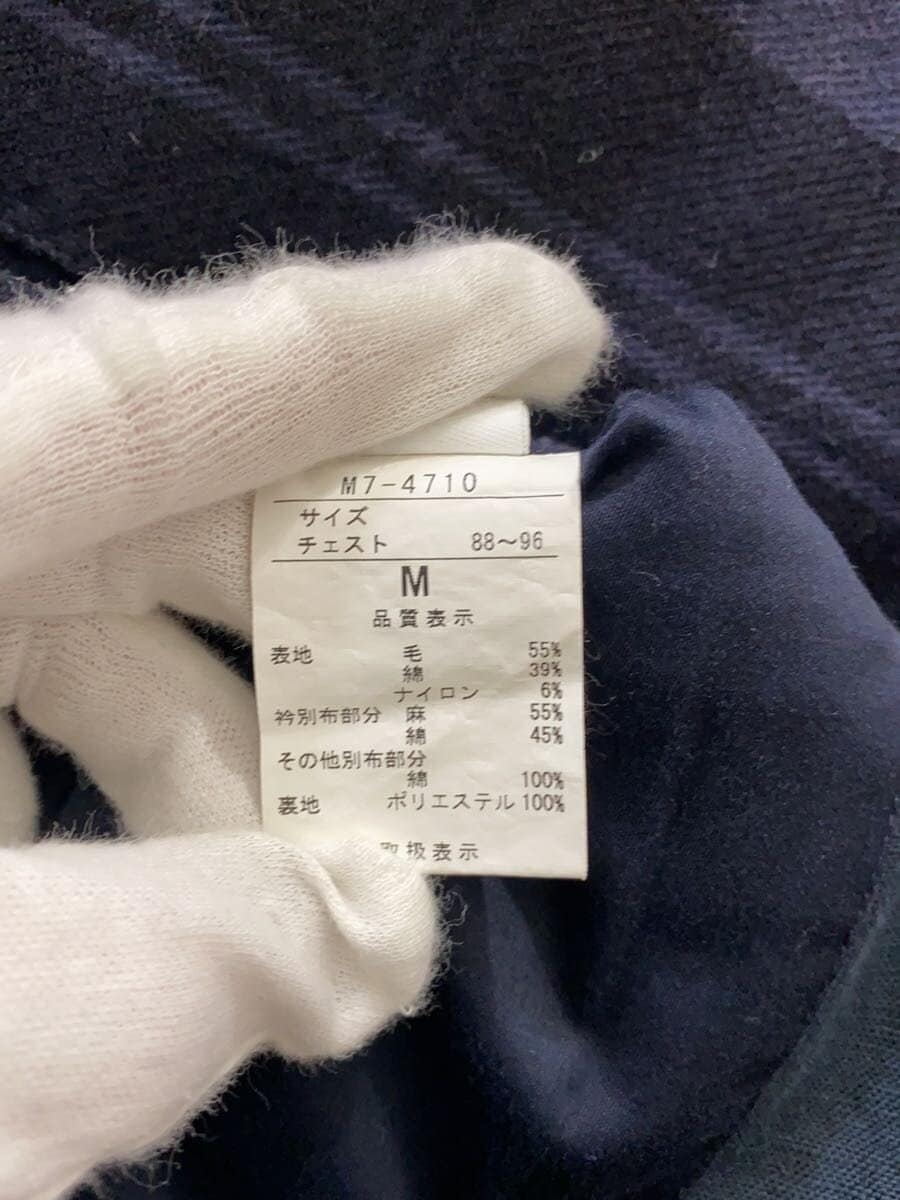 M7-4710
サイズ
チェスト 88〜96
M
品質表示
表地 毛 55%
綿 39%
ナイロン 6%
衿別布部分 麻 55%
綿 45%
その他別布部分
綿 100%
裏地 ポリエステル 100%
取扱表示